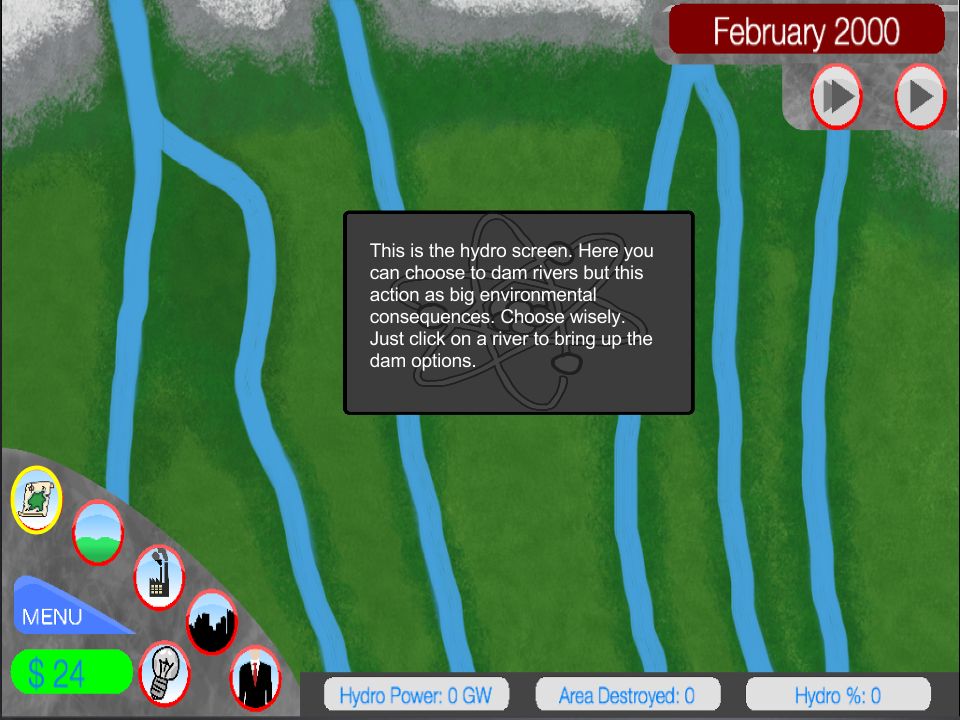 February 2000
This is the hydro screen. Here you
can choose to dam rivers but this
action as big environmental
consequences. Choose wisely.
Just click on a river to bring up the
dam options.
MENU
$ 24
Hydro Power: 0 GW
Area Destroyed: 0
Hydro %: 0